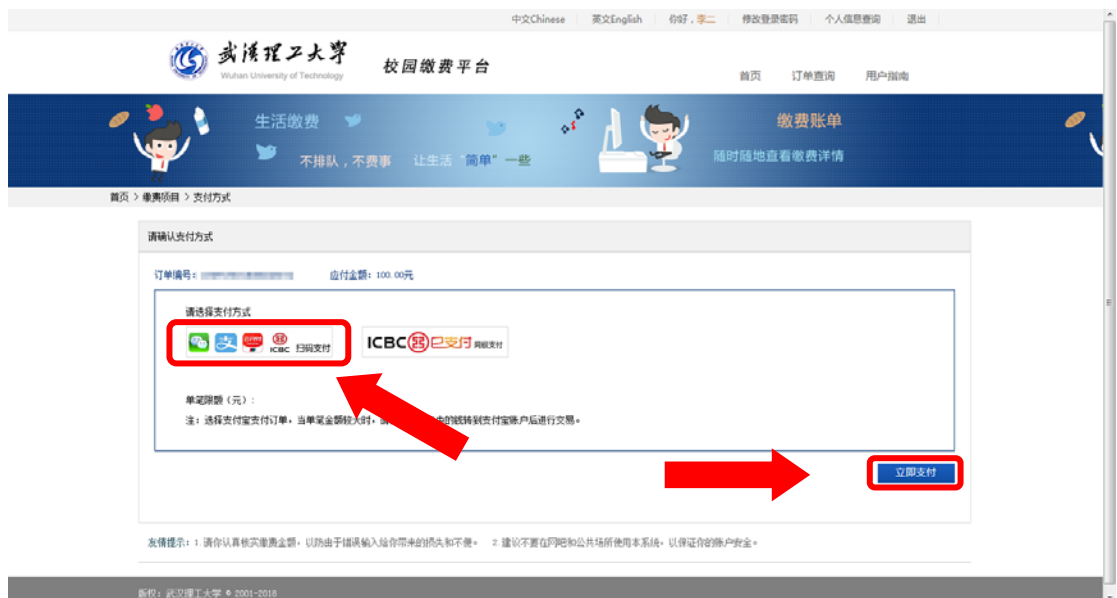 中文Chinese 英文English 你好，李二 修改登录密码 个人信息查询 退出
武汉理工大学
Wuhan University of Technology
校园缴费平台
首页 订单查询 用户指南
生活缴费
不排队，不费事 让生活“简单”一些
缴费账单
随时随地查看缴费详情
首页 > 缴费项目 > 支付方式
请确认支付方式
订单编号： 应付金额：100.00元
请选择支付方式
ICBC 扫码支付 ICBC 已支付 网银支付
单笔限额（元）：
注：选择支付宝支付订单，当单笔金额较大时， 的钱转到支付宝账户后进行交易。
立即支付
友情提示：1.请你认真核实缴费金额，以防由于错误输入给你带来的损失和不便。 2.建议不要在网吧和公共场所使用本系统，以保证你的账户安全。
版权：武汉理工大学 © 2001-2018